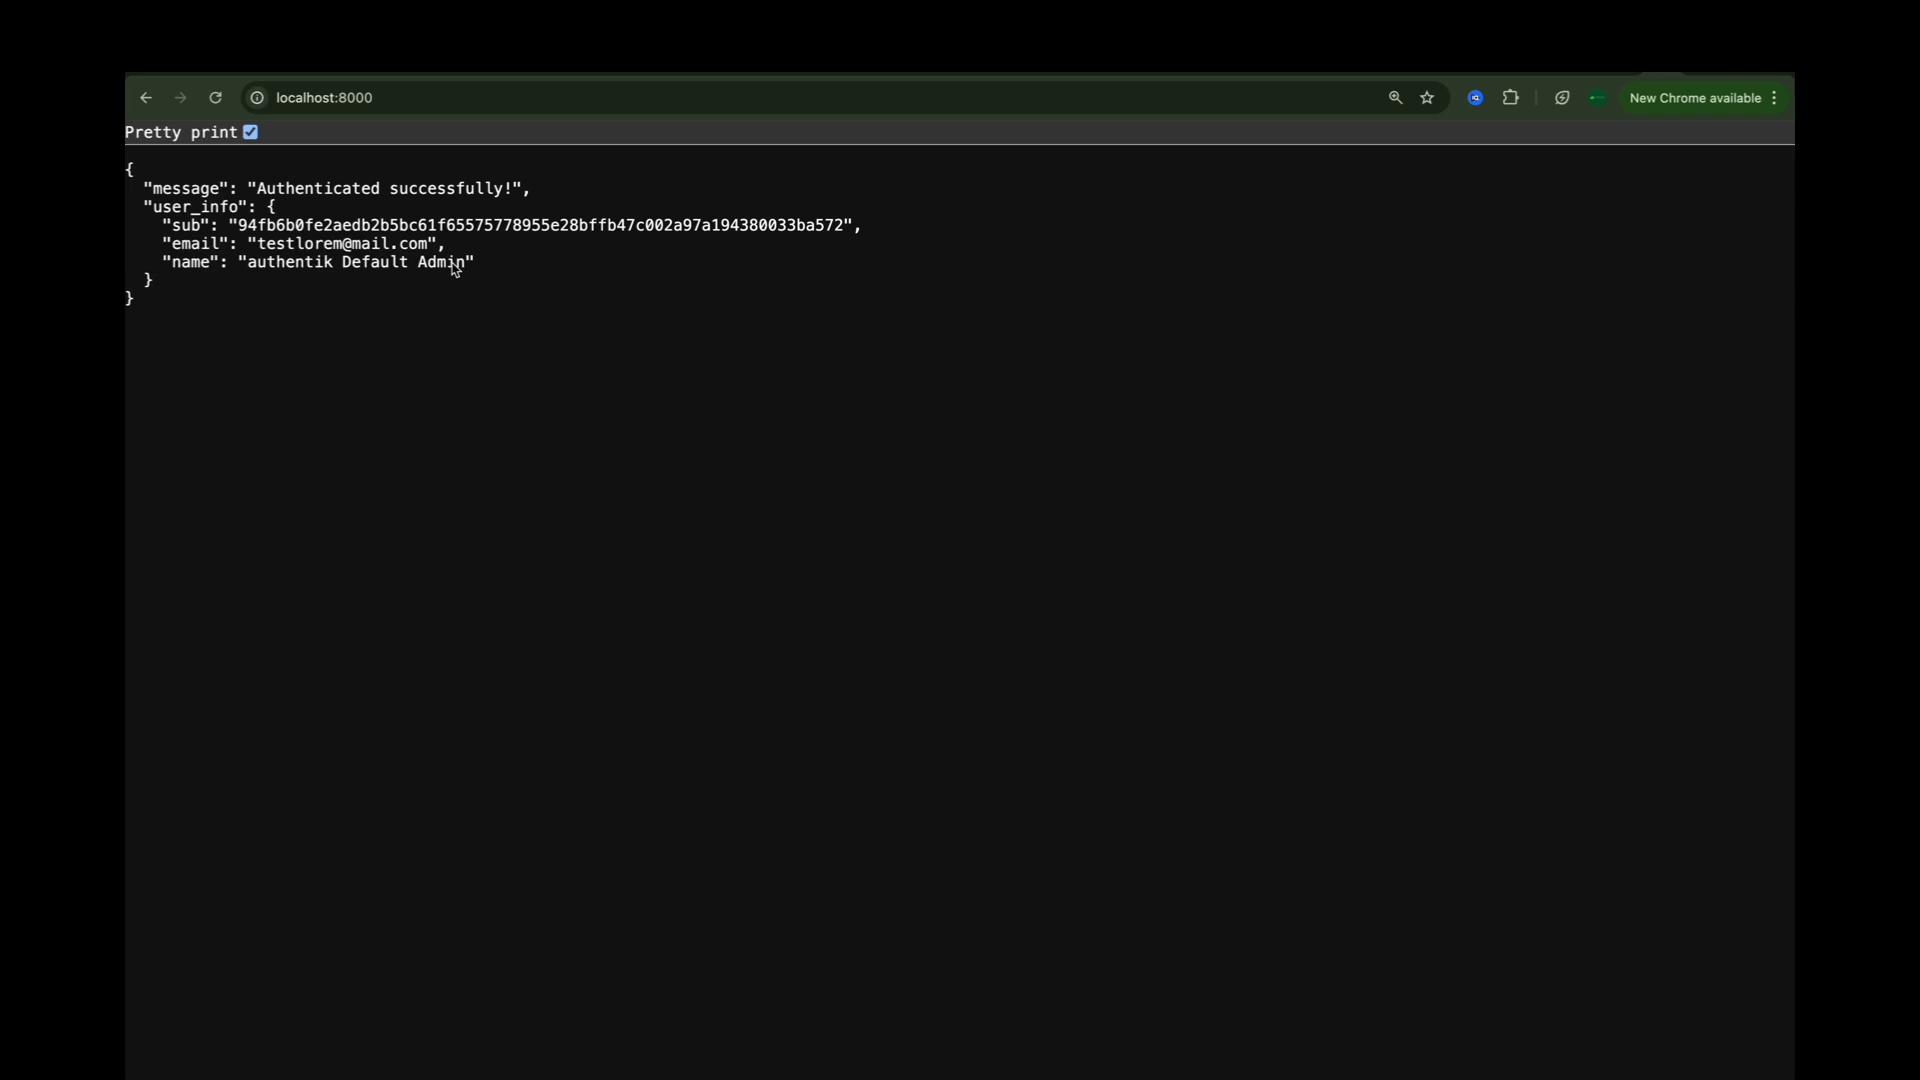 localhost:8000
New Chrome available
Pretty print
{
"message": "Authenticated successfully!",
"user_info": {
"sub": "94fb6b0fe2aedb2b5bc61f65575778955e28bffb47c002a97a194380033ba572",
"email": "testlorem@mail.com",
"name": "authentik Default Admin"
}
}